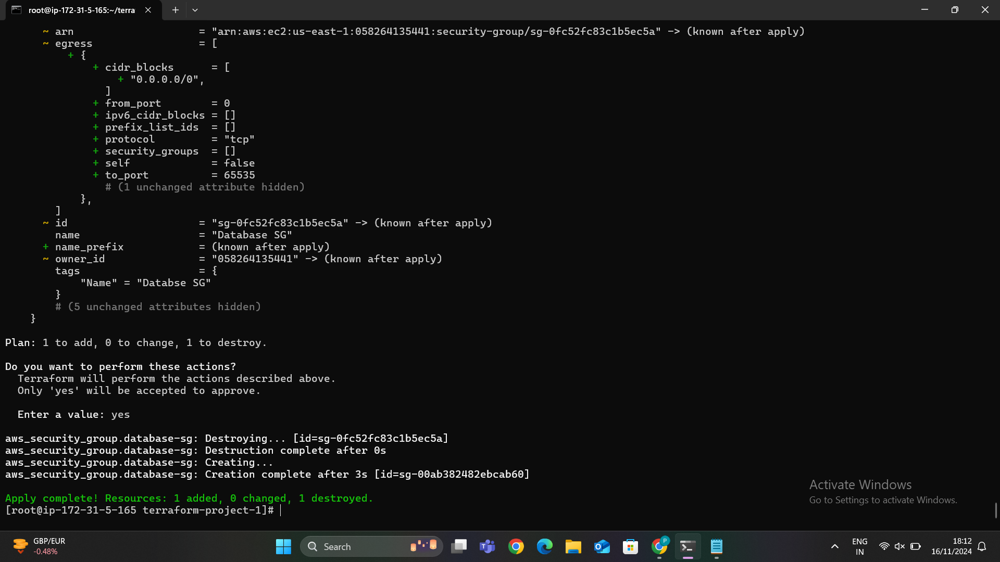 root@ip-172-31-5-165:~/terra
~ arn = "arn:aws:ec2:us-east-1:058264135441:security-group/sg-0fc52fc83c1b5ec5a" -> (known after apply)
~ egress = [
+ {
+ cidr_blocks = [
+ "0.0.0.0/0",
]
+ from_port = 0
+ ipv6_cidr_blocks = []
+ prefix_list_ids = []
+ protocol = "tcp"
+ security_groups = []
+ self = false
+ to_port = 65535
# (1 unchanged attribute hidden)
},
]
~ id = "sg-0fc52fc83c1b5ec5a" -> (known after apply)
name = "Database SG"
+ name_prefix = (known after apply)
~ owner_id = "058264135441" -> (known after apply)
tags = {
"Name" = "Databse SG"
}
# (5 unchanged attributes hidden)
}
Plan: 1 to add, 0 to change, 1 to destroy.
Do you want to perform these actions?
Terraform will perform the actions described above.
Only 'yes' will be accepted to approve.
Enter a value: yes
aws_security_group.database-sg: Destroying... [id=sg-0fc52fc83c1b5ec5a]
aws_security_group.database-sg: Destruction complete after 0s
aws_security_group.database-sg: Creating...
aws_security_group.database-sg: Creation complete after 3s [id=sg-00ab382482ebcab60]
Apply complete! Resources: 1 added, 0 changed, 1 destroyed.
[root@ip-172-31-5-165 terraform-project-1]#
Activate Windows
Go to Settings to activate Windows.
GBP/EUR
-0.48%
Search
ENG
IN
18:12
16/11/2024